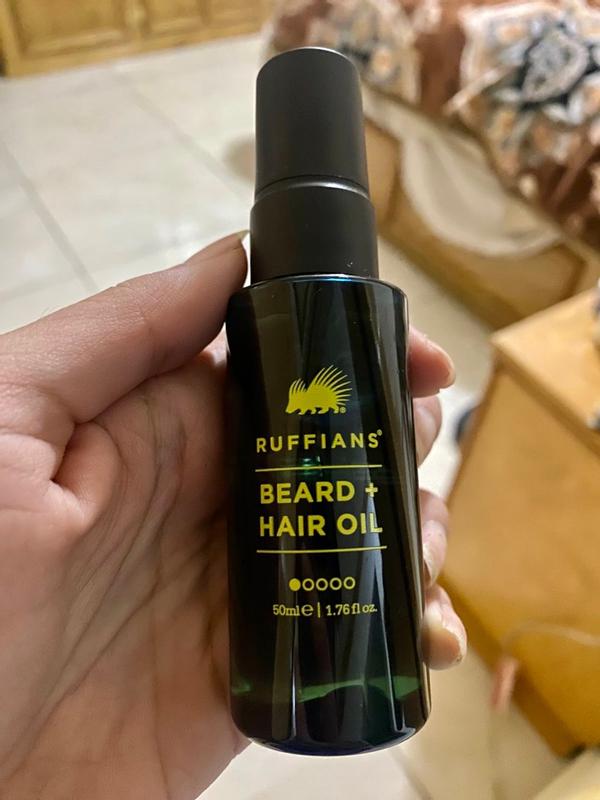 RUFFIANS®
BEARD +
HAIR OIL
50ml℮ | 1.76 fl oz.